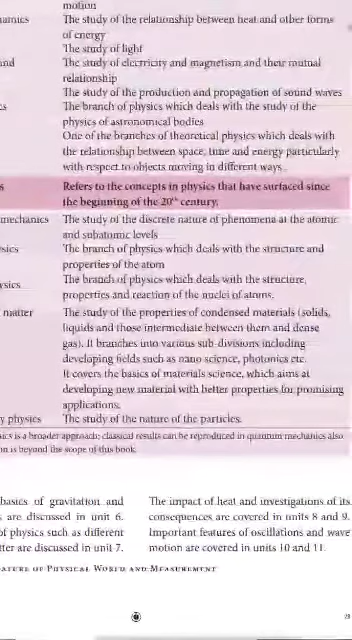 motion
namics The study of the relationship between heat and other forms
of energy
The study of light
and The study of electricity and magnetism and their mutual
relationship
The study of the production and propagation of sound waves
cs The branch of physics which deals with the study of the
physics of astronomical bodies
One of the branches of theoretical physics which deals with
the relationship between space, time and energy particularly
with respect to objects moving in different ways.
s Refers to the concepts in physics that have surfaced since
the beginning of the 20th century.
mechanics The study of the discrete nature of phenomena at the atomic
and subatomic levels
sics The branch of physics which deals with the structure and
properties of the atom
ysics The branch of physics which deals with the structure,
properties and reaction of the nuclei of atoms.
matter The study of the properties of condensed materials (solids,
liquids and those intermediate between them and dense
gas). It branches into various sub-divisions including
developing fields such as nano science, photonics etc.
It covers the basics of materials science, which aims at
developing new material with better properties for promising
applications.
y physics The study of the nature of the particles.
sics is a broader approach; classical results can be reproduced in quantum mechanics also
on is beyond the scope of this book.
basics of gravitation and
s are discussed in unit 6.
of physics such as different
tter are discussed in unit 7.
The impact of heat and investigations of its
consequences are covered in units 8 and 9.
Important features of oscillations and wave
motion are covered in units 10 and 11.
ature of Physical World and Measurement